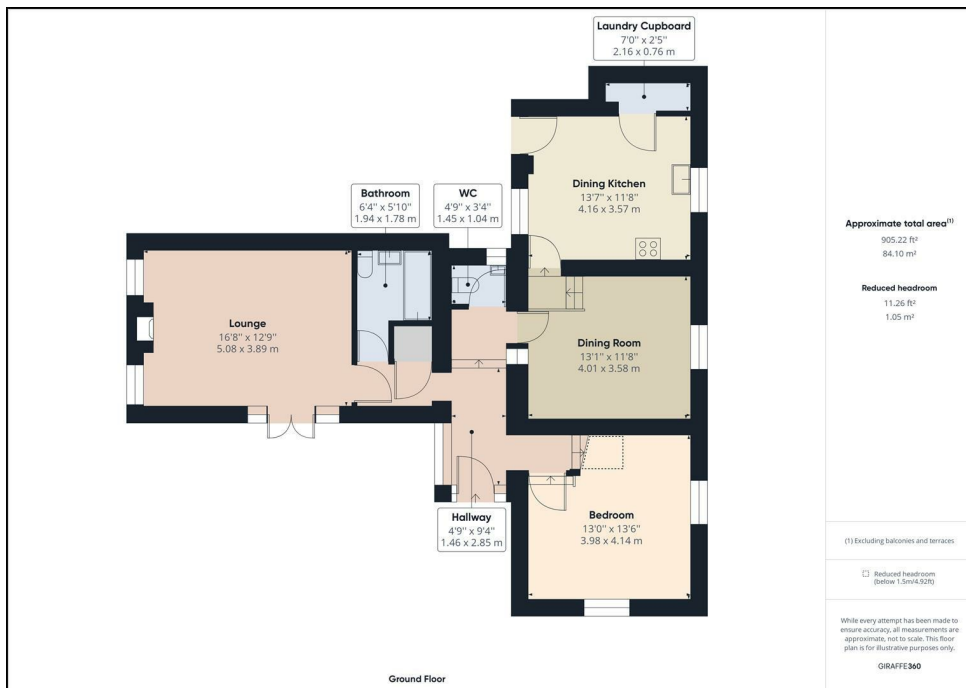 Laundry Cupboard
7'0" x 2'5"
2.16 x 0.76 m
Dining Kitchen
13'7" x 11'8"
4.16 x 3.57 m
Bathroom
6'4" x 5'10"
1.94 x 1.78 m
WC
4'9" x 3'4"
1.45 x 1.04 m
Lounge
16'8" x 12'9"
5.08 x 3.89 m
Dining Room
13'1" x 11'8"
4.01 x 3.58 m
Hallway
4'9" x 9'4"
1.46 x 2.85 m
Bedroom
13'0" x 13'6"
3.98 x 4.14 m
Ground Floor
Approximate total area(1)
905.22 ft²
84.10 m²
Reduced headroom
11.26 ft²
1.05 m²
(1) Excluding balconies and terraces
Reduced headroom
(below 1.5m/4.92ft)
While every attempt has been made to
ensure accuracy, all measurements are
approximate, not to scale. This floor
plan is for illustrative purposes only.
GIRAFFE360